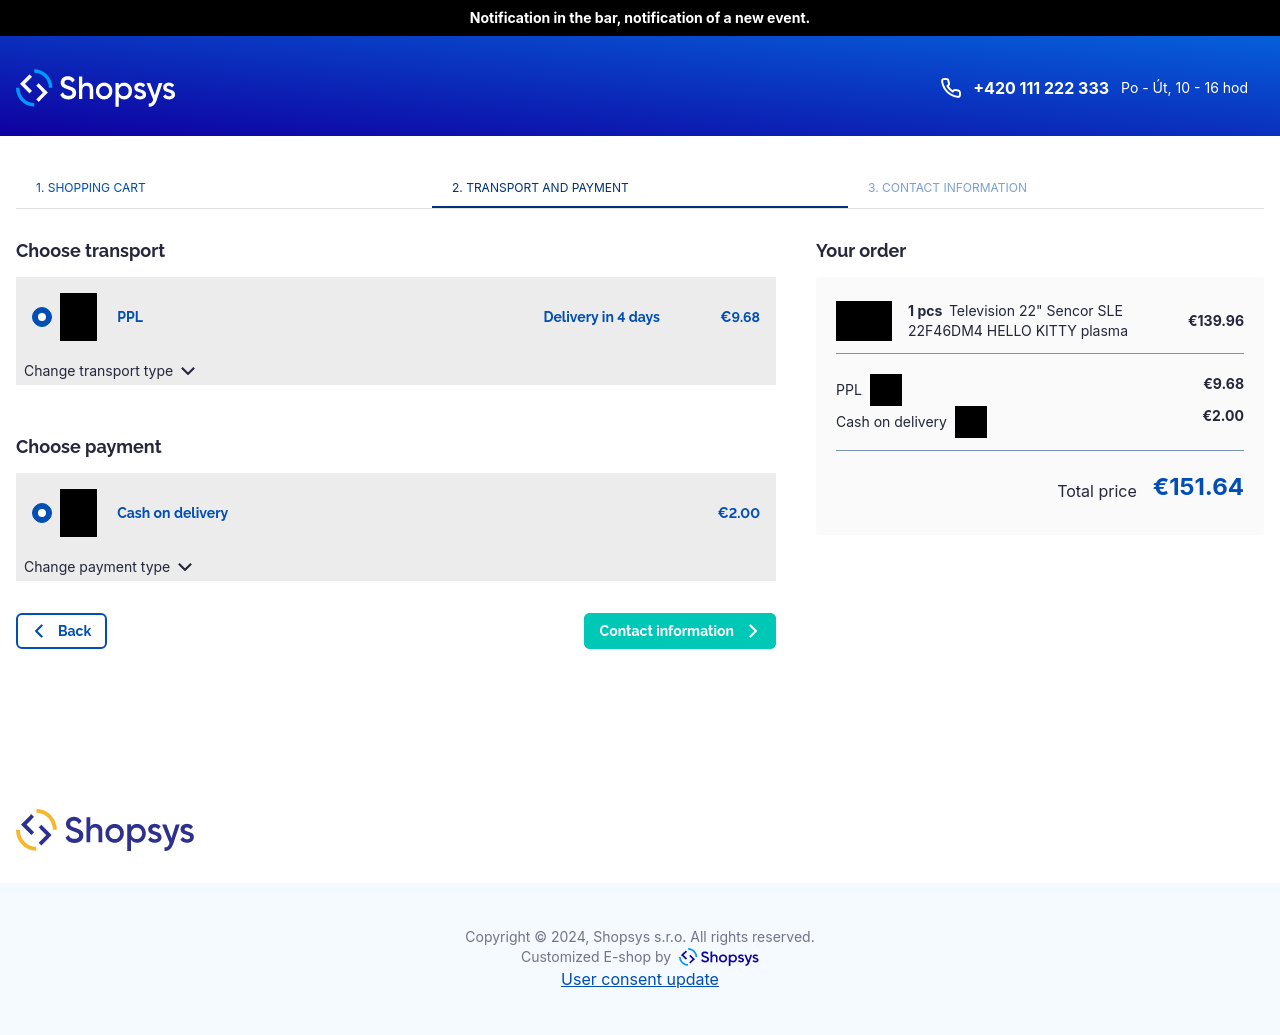 Notification in the bar, notification of a new event.
Shopsys
+420 111 222 333 Po - Út, 10 - 16 hod
1. SHOPPING CART
2. TRANSPORT AND PAYMENT
3. CONTACT INFORMATION
Choose transport
PPL Delivery in 4 days €9.68
Change transport type
Choose payment
Cash on delivery €2.00
Change payment type
Back
Contact information
Your order
1 pcs Television 22" Sencor SLE
22F46DM4 HELLO KITTY plasma
€139.96
PPL €9.68
Cash on delivery €2.00
Total price €151.64
Shopsys
Copyright © 2024, Shopsys s.r.o. All rights reserved.
Customized E-shop by Shopsys
User consent update